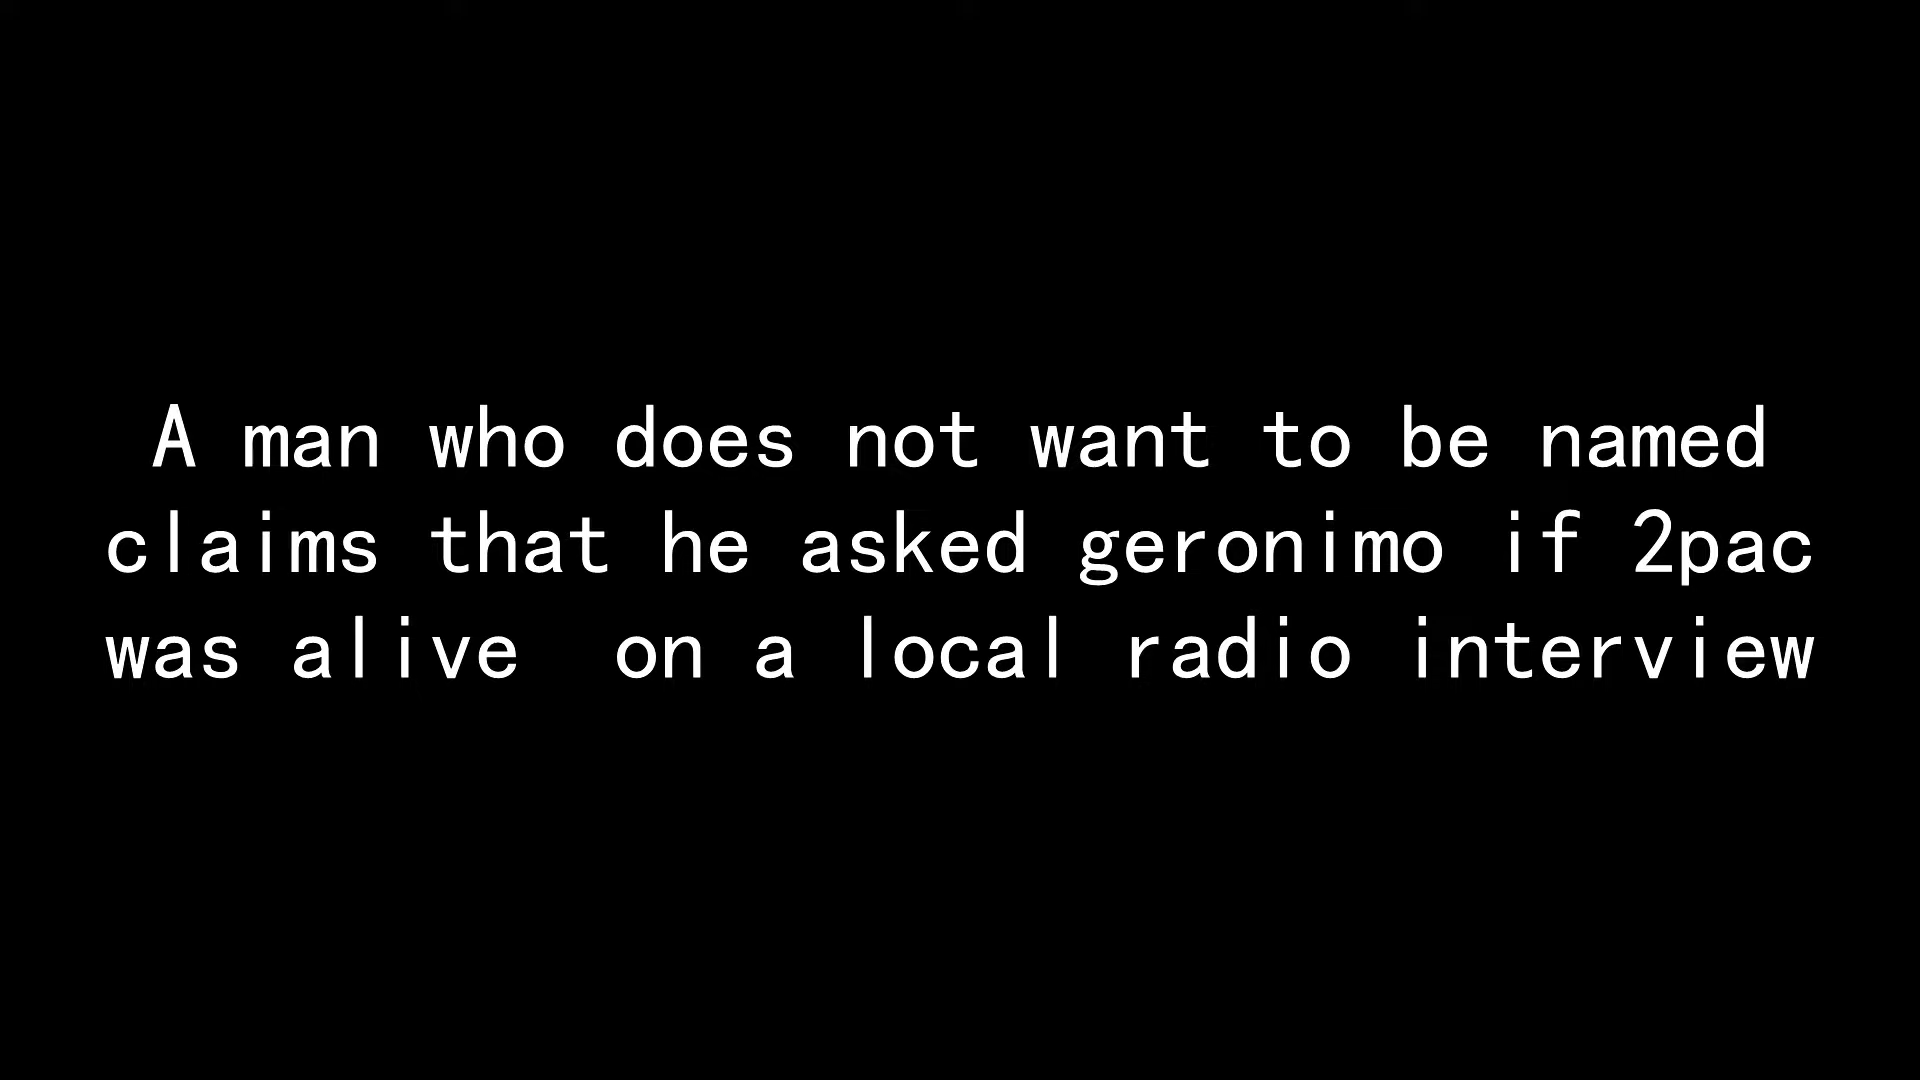 A man who does not want to be named
claims that he asked geronimo if 2pac
was alive  on a local radio interview